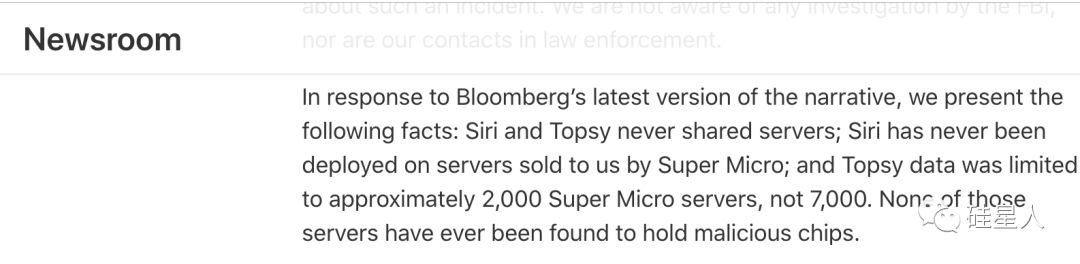 about such an incident. We are not aware of any investigation by the FBI,
Newsroom
nor are our contacts in law enforcement.
In response to Bloomberg’s latest version of the narrative, we present the
following facts: Siri and Topsy never shared servers; Siri has never been
deployed on servers sold to us by Super Micro; and Topsy data was limited
to approximately 2,000 Super Micro servers, not 7,000. None of those
servers have ever been found to hold malicious chips.
硅星人